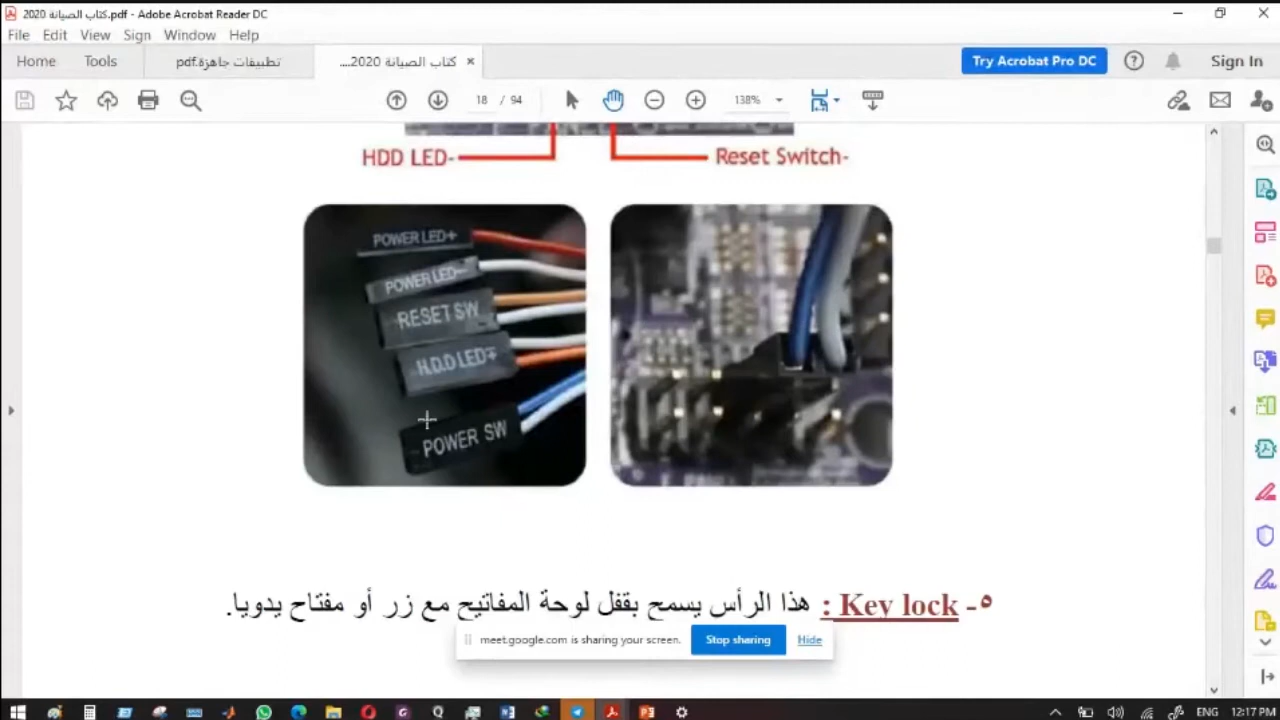 كتاب الصيانة 2020.pdf - Adobe Acrobat Reader DC
File Edit View Sign Window Help
Home Tools تطبيقات جاهزة.pdf كتاب الصيانة 2020.... × Try Acrobat Pro DC Sign In
18 / 94 138%
HDD LED- Reset Switch-
POWER LED+
POWER LED-
RESET SW
H.D.D LED+
POWER SW
٥- Key lock : هذا الرأس يسمح بقفل لوحة المفاتيح مع زر أو مفتاح يدويا.
meet.google.com is sharing your screen. Stop sharing Hide
ENG 12:17 PM